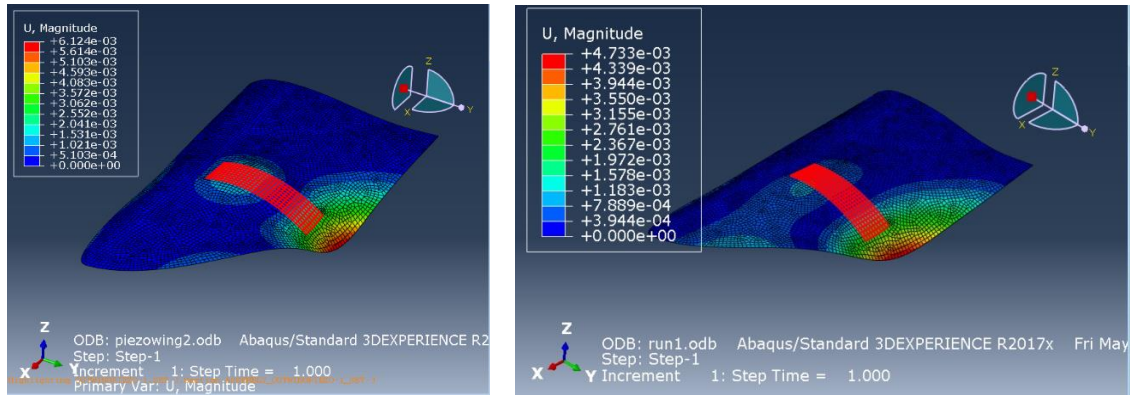 U, Magnitude
+6.124e-03
+5.614e-03
+5.103e-03
+4.593e-03
+4.083e-03
+3.572e-03
+3.062e-03
+2.552e-03
+2.041e-03
+1.531e-03
+1.021e-03
+5.103e-04
+0.000e+00
Z
X
Y
Z
X
Y
ODB: piezowing2.odb Abaqus/Standard 3DEXPERIENCE R2
Step: Step-1
Increment 1: Step Time = 1.000
Primary Var: U, Magnitude
U, Magnitude
+4.733e-03
+4.339e-03
+3.944e-03
+3.550e-03
+3.155e-03
+2.761e-03
+2.367e-03
+1.972e-03
+1.578e-03
+1.183e-03
+7.889e-04
+3.944e-04
+0.000e+00
Z
X
Y
Z
X
Y
ODB: run1.odb Abaqus/Standard 3DEXPERIENCE R2017x Fri May
Step: Step-1
Increment 1: Step Time = 1.000